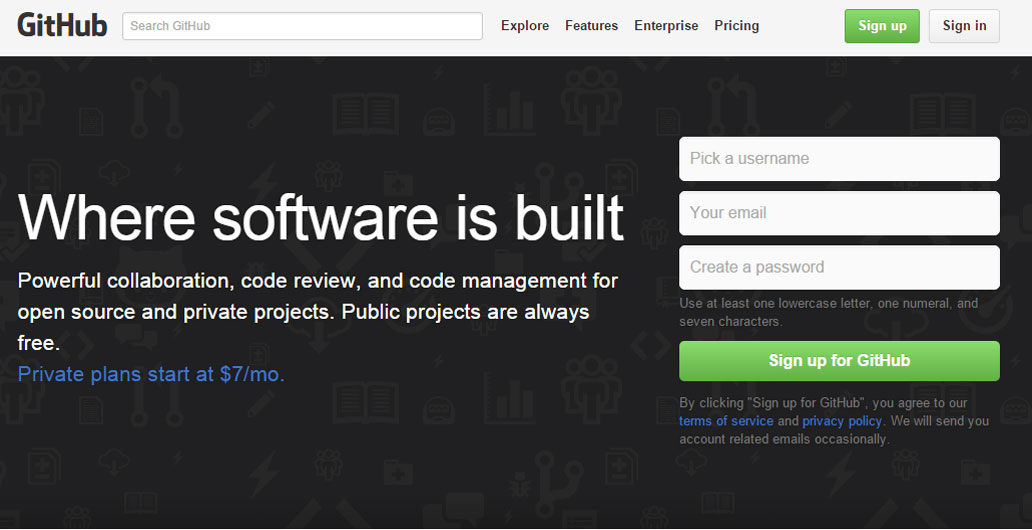 GitHub
Search GitHub
Explore Features Enterprise Pricing
Sign up
Sign in
Where software is built
Powerful collaboration, code review, and code management for
open source and private projects. Public projects are always
free.
Private plans start at $7/mo.
Pick a username
Your email
Create a password
Use at least one lowercase letter, one numeral, and
seven characters.
Sign up for GitHub
By clicking "Sign up for GitHub", you agree to our
terms of service and privacy policy. We will send you
account related emails occasionally.